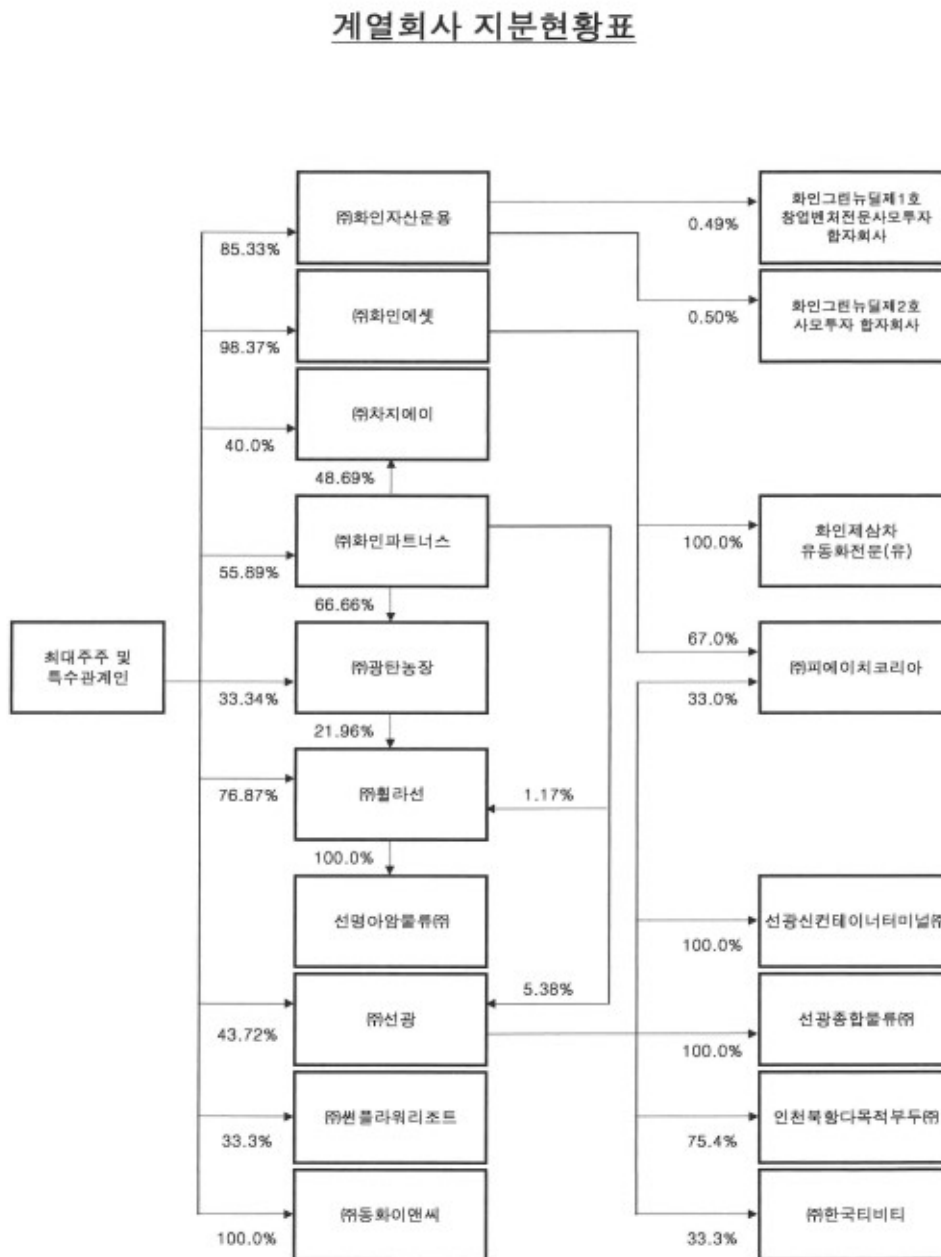 계열회사 지분현황표
㈜화인자산운용
85.33%
0.49%
화인그린뉴딜제1호
창업벤처전문사모투자
합자회사
㈜화인에셋
98.37%
0.50%
화인그린뉴딜제2호
사모투자 합자회사
㈜차지에이
40.0%
48.69%
㈜화인파트너스
55.89%
66.66%
100.0%
화인제삼차
유동화전문(유)
최대주주 및
특수관계인
㈜광탄농장
33.34%
21.96%
67.0%
㈜피에이치코리아
33.0%
㈜휠라선
76.87%
1.17%
100.0%
선명아암물류㈜
선광신컨테이너터미널㈜
100.0%
㈜선광
43.72%
5.38%
선광종합물류㈜
100.0%
㈜썬플라워리조트
33.3%
인천북항다목적부두㈜
75.4%
㈜동화이앤씨
100.0%
㈜한국티비티
33.3%